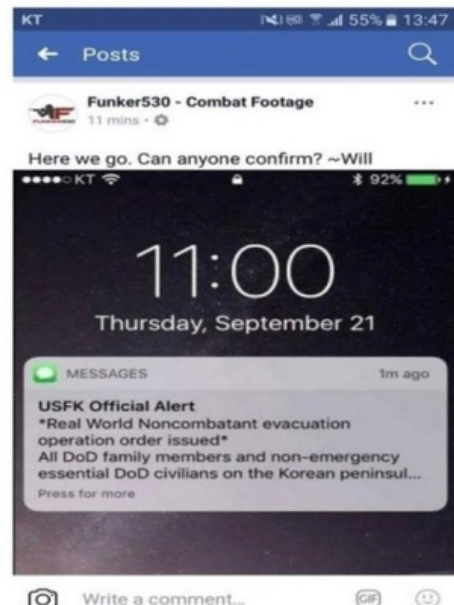 KT 55% 13:47
Posts
Funker530 - Combat Footage
11 mins
Here we go. Can anyone confirm? ~Will
KT 92%
11:00
Thursday, September 21
MESSAGES 1m ago
USFK Official Alert
*Real World Noncombatant evacuation
operation order issued*
All DoD family members and non-emergency
essential DoD civilians on the Korean peninsul...
Press for more
Write a comment... GIF